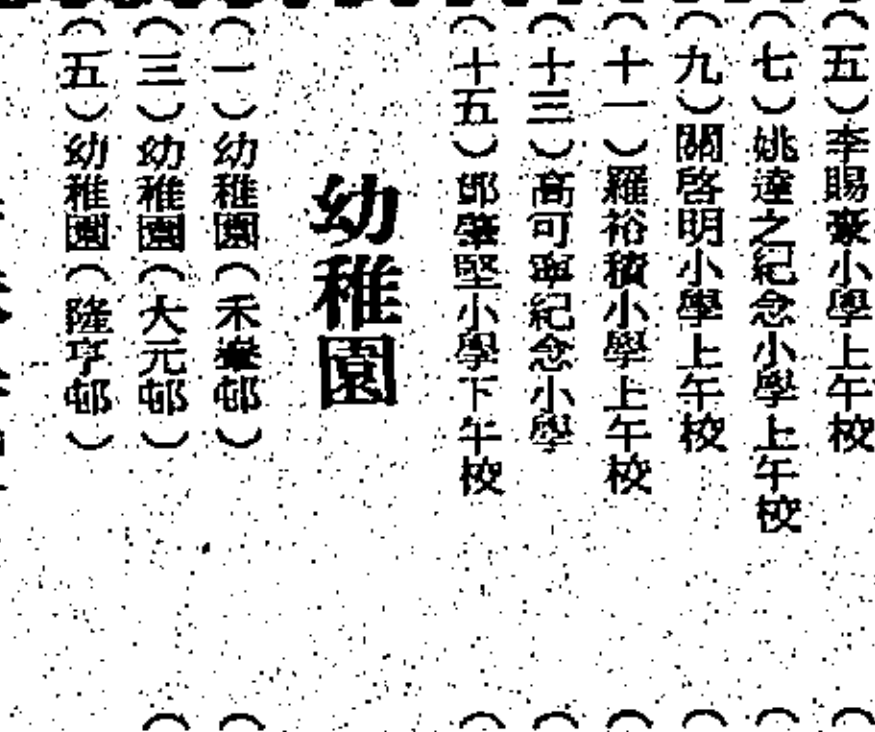 （五）李賜豪小學上午校
（七）姚達之紀念小學上午校
（九）關啓明小學上午校
（十一）羅裕積小學上午校
（十三）高可寧紀念小學
（十五）鄧肇堅小學下午校
幼稚園
（一）幼稚園（禾輋邨）
（三）幼稚園（大元邨）
（五）幼稚園（隆亨邨）